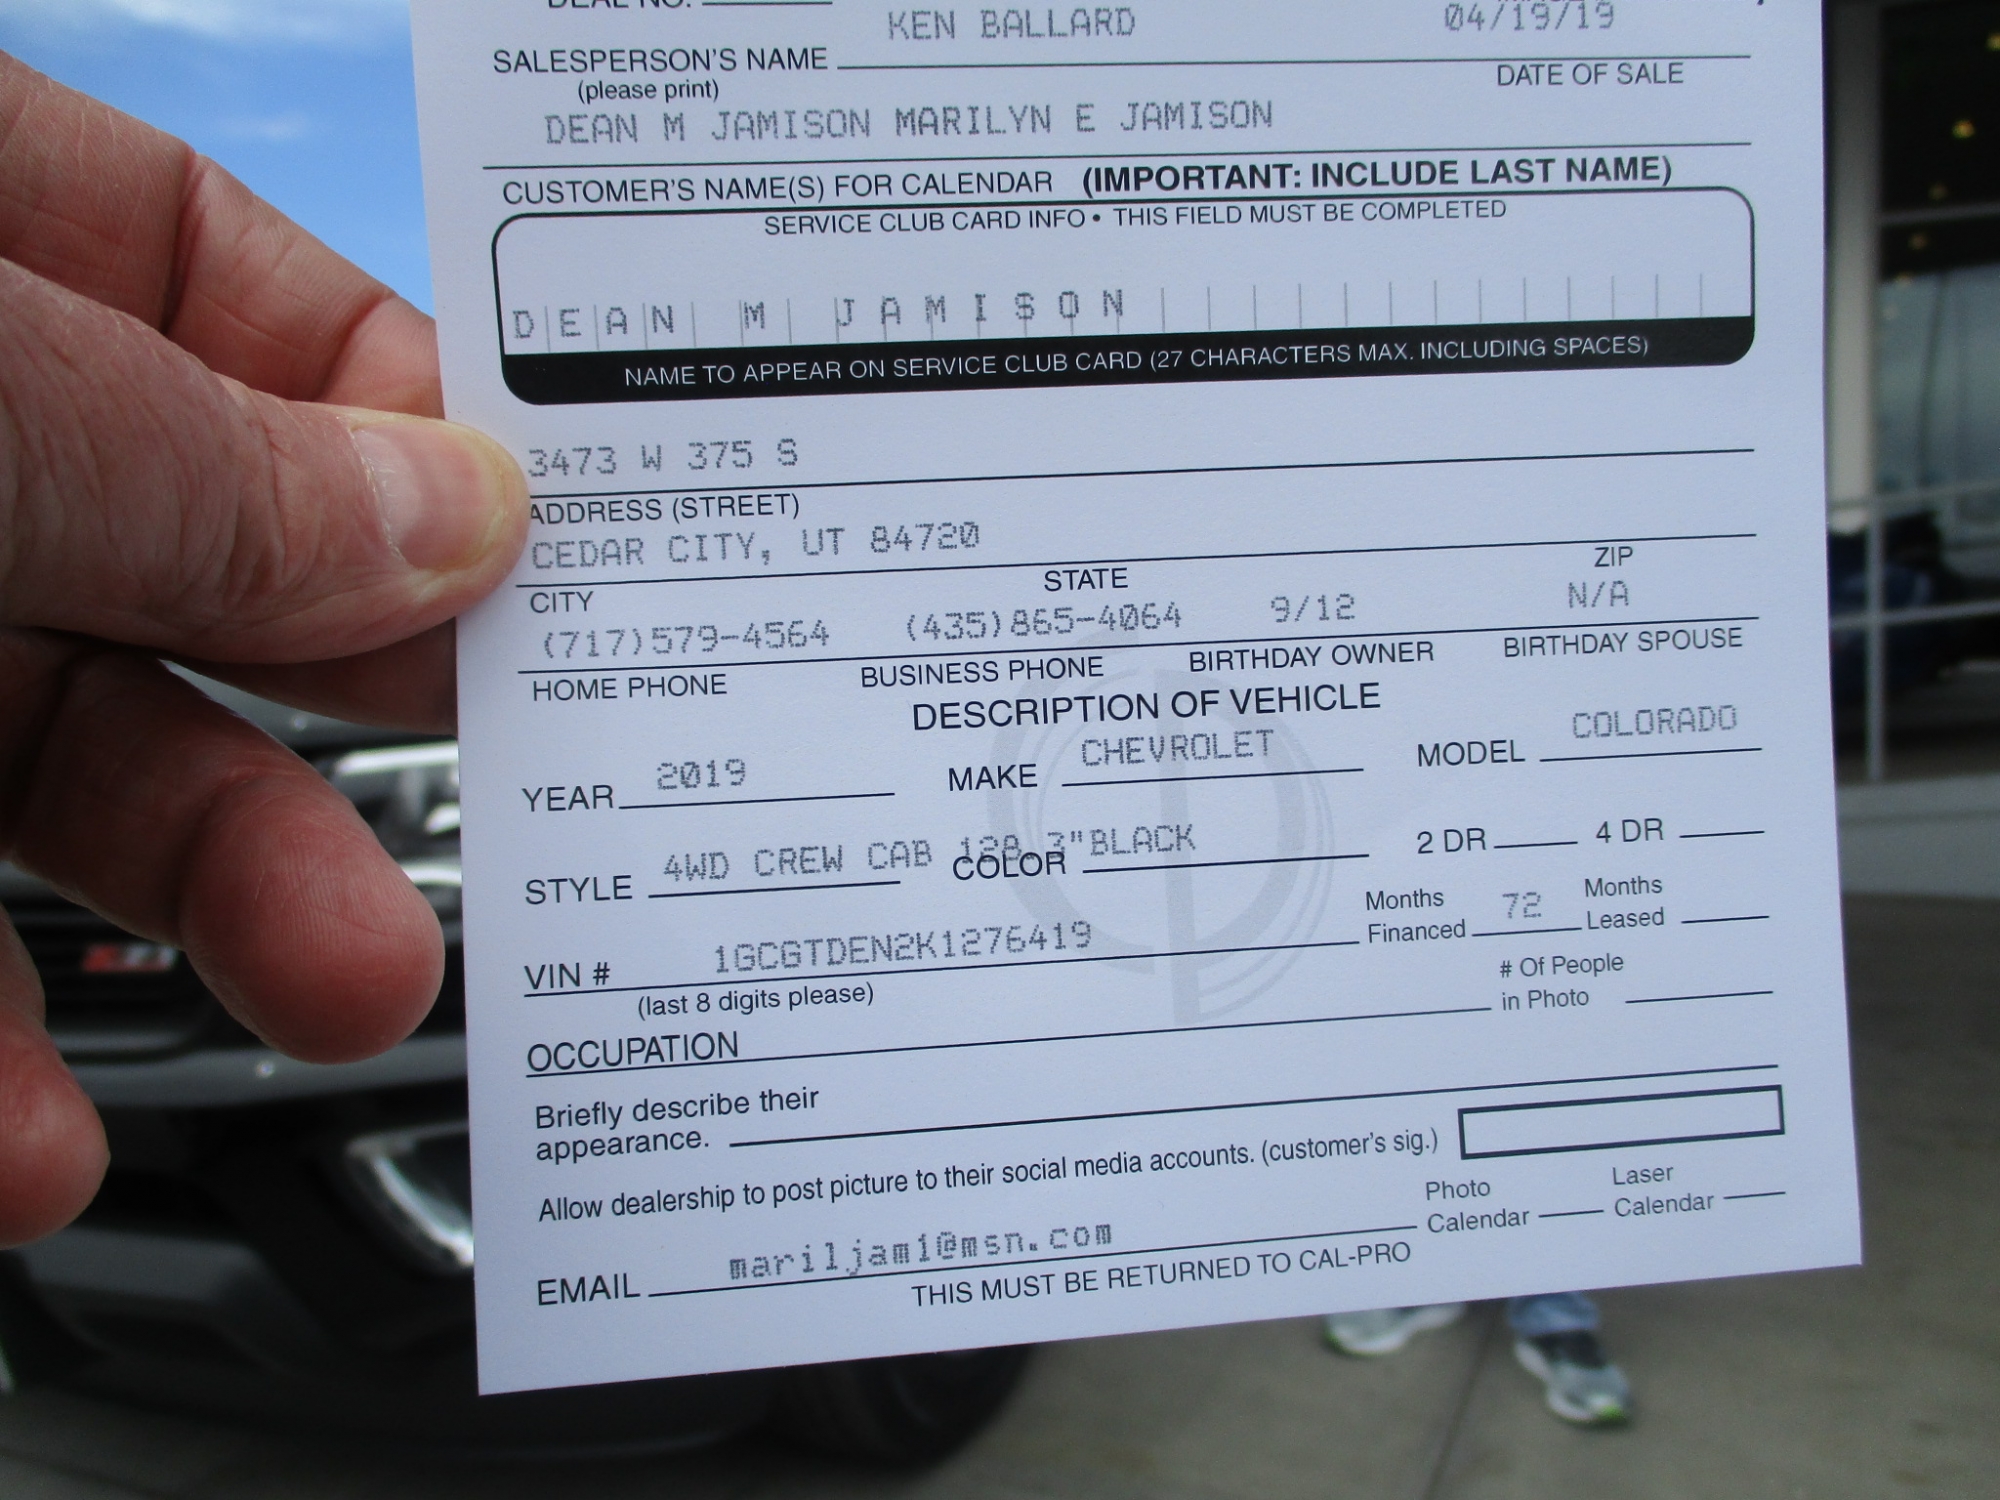 DEAL NO.
KEN BALLARD 04/19/19
SALESPERSON'S NAME
(please print) DATE OF SALE
DEAN M JAMISON MARILYN E JAMISON
CUSTOMER'S NAME(S) FOR CALENDAR (IMPORTANT: INCLUDE LAST NAME)
SERVICE CLUB CARD INFO • THIS FIELD MUST BE COMPLETED
DEAN M JAMISON
NAME TO APPEAR ON SERVICE CLUB CARD (27 CHARACTERS MAX. INCLUDING SPACES)
3473 W 375 S
ADDRESS (STREET)
CEDAR CITY, UT 84720
CITY STATE ZIP
(717)579-4564 (435)865-4064 9/12 N/A
HOME PHONE BUSINESS PHONE BIRTHDAY OWNER BIRTHDAY SPOUSE
DESCRIPTION OF VEHICLE
YEAR 2019 MAKE CHEVROLET MODEL COLORADO
STYLE 4WD CREW CAB 128.3" COLOR BLACK 2 DR 4 DR
VIN # 1GCGTDEN2K1276419 Months Financed 72 Months Leased
(last 8 digits please)
OCCUPATION # Of People in Photo
Briefly describe their
appearance.
Allow dealership to post picture to their social media accounts. (customer's sig.)
EMAIL mariljam1@msn.com Photo Calendar Laser Calendar
THIS MUST BE RETURNED TO CAL-PRO